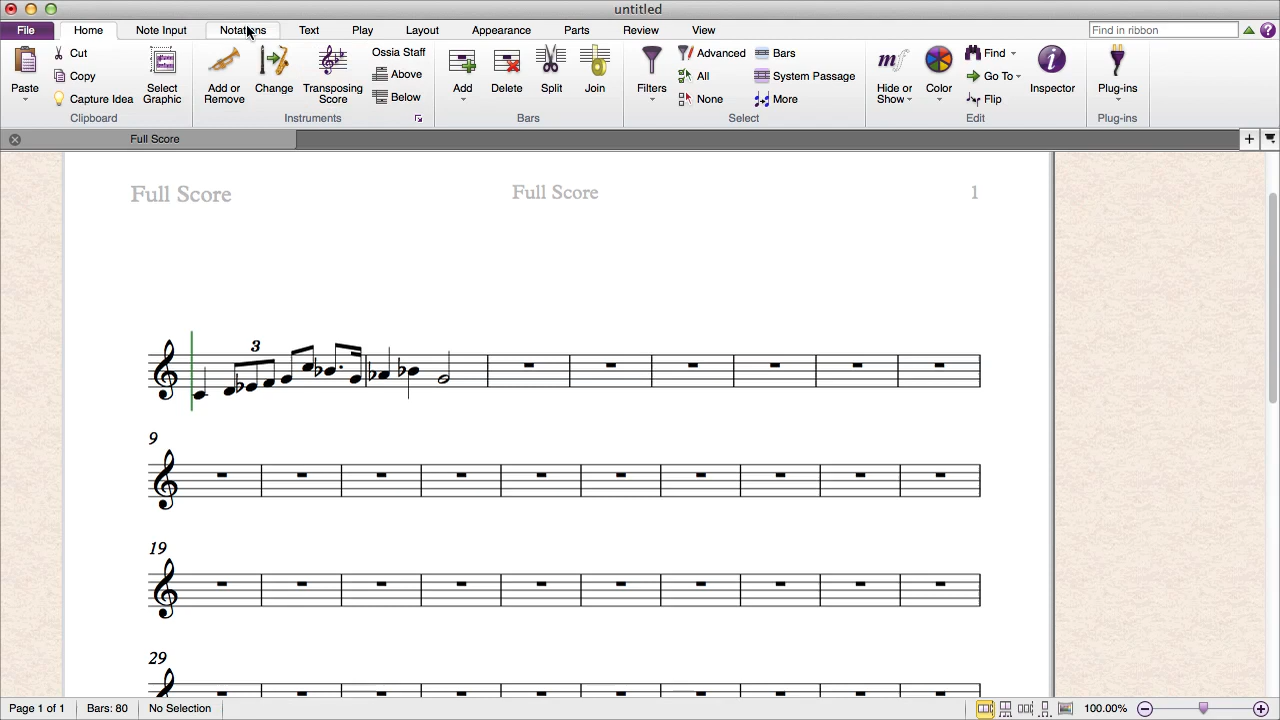 untitled
File Home Note Input Notations Text Play Layout Appearance Parts Review View Find in ribbon ?
Paste Cut Copy Capture Idea Select Graphic
Clipboard
Add or Remove Change Transposing Score Ossia Staff Above Below
Instruments
Add Delete Split Join
Bars
Filters Advanced All None Bars System Passage More
Select
Hide or Show Color Find Go To Flip Inspector
Edit
Plug-ins
Plug-ins
Full Score
Full Score Full Score 1
3
9
19
29
Page 1 of 1 Bars: 80 No Selection 100.00%